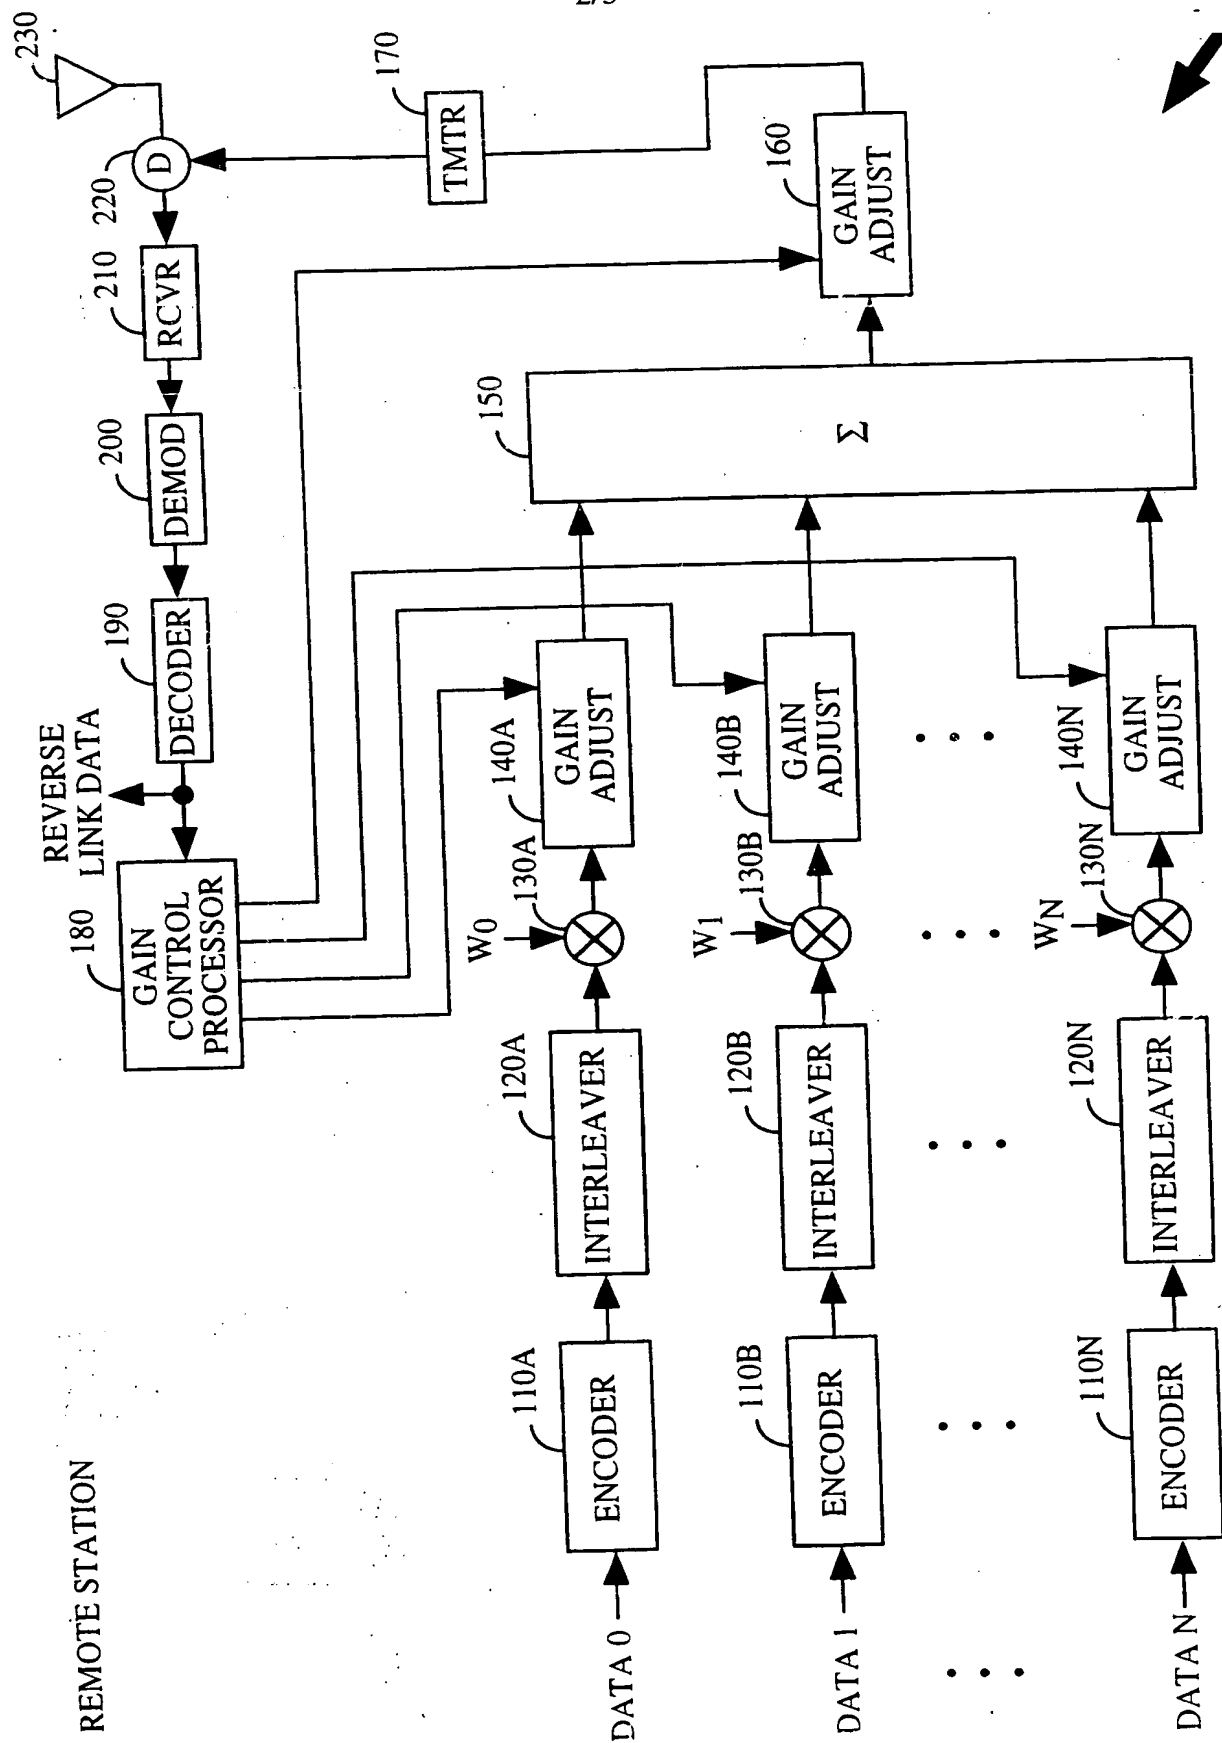 2/5
REMOTE STATION
REVERSE
LINK DATA
180
GAIN
CONTROL
PROCESSOR
190
DECODER
200
DEMOD
210
RCVR
220
D
230
170
TMTR
160
GAIN
ADJUST
150
Σ
DATA 0
110A
ENCODER
120A
INTERLEAVER
W0
130A
140A
GAIN
ADJUST
DATA 1
110B
ENCODER
120B
INTERLEAVER
W1
130B
140B
GAIN
ADJUST
DATA N
110N
ENCODER
120N
INTERLEAVER
WN
130N
140N
GAIN
ADJUST